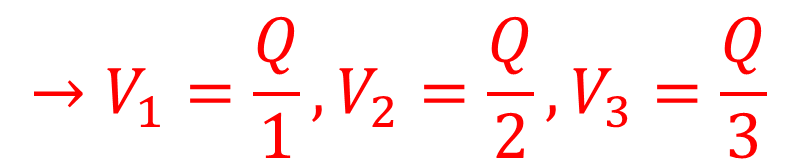 → V₁ = Q/1, V₂ = Q/2, V₃ = Q/3